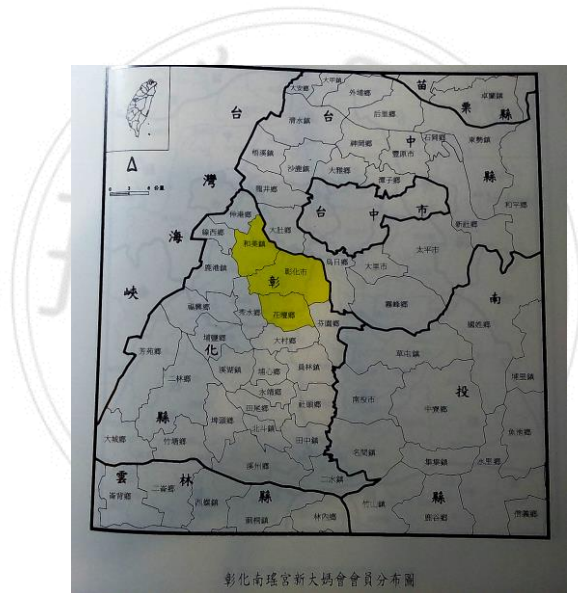 大安鄉
大甲鎮
外埔鄉
苗
栗
縣
卓蘭鎮
台
台
清水鎮
后里鄉
中
石岡鄉
東勢鎮
神岡鄉
豐原市
梧棲鎮
沙鹿鎮
大雅鄉
潭子鄉
縣
灣
龍井鄉
和平鄉
台
中
市
新社鄉
伸港鄉
大肚鄉
線西鄉
海
和美鎮
太平市
烏日鄉
大里市
鹿港鎮
彰化市
南
峽
彰
霧峰鄉
福興鄉
秀水鄉
花壇鄉
芬園鄉
國姓鄉
埔鹽鄉
大村鄉
化
芳苑鄉
草屯鎮
溪湖鎮
埔心鄉
員林鎮
埔里鎮
二林鎮
永靖鄉
南投市
投
田尾鄉
社頭鄉
中寮鄉
縣
埤頭鄉
北斗鎮
魚池鄉
大城鄉
竹塘鄉
田中鎮
名間鎮
溪州鄉
集集鎮
水里鄉
雲
林
二水鎮
崙背鄉
二崙鄉
西螺鎮
縣
莿桐鄉
林內鄉
竹山鎮
縣
鹿谷鄉
信義鄉
彰化南瑤宮新大媽會會員分布圖